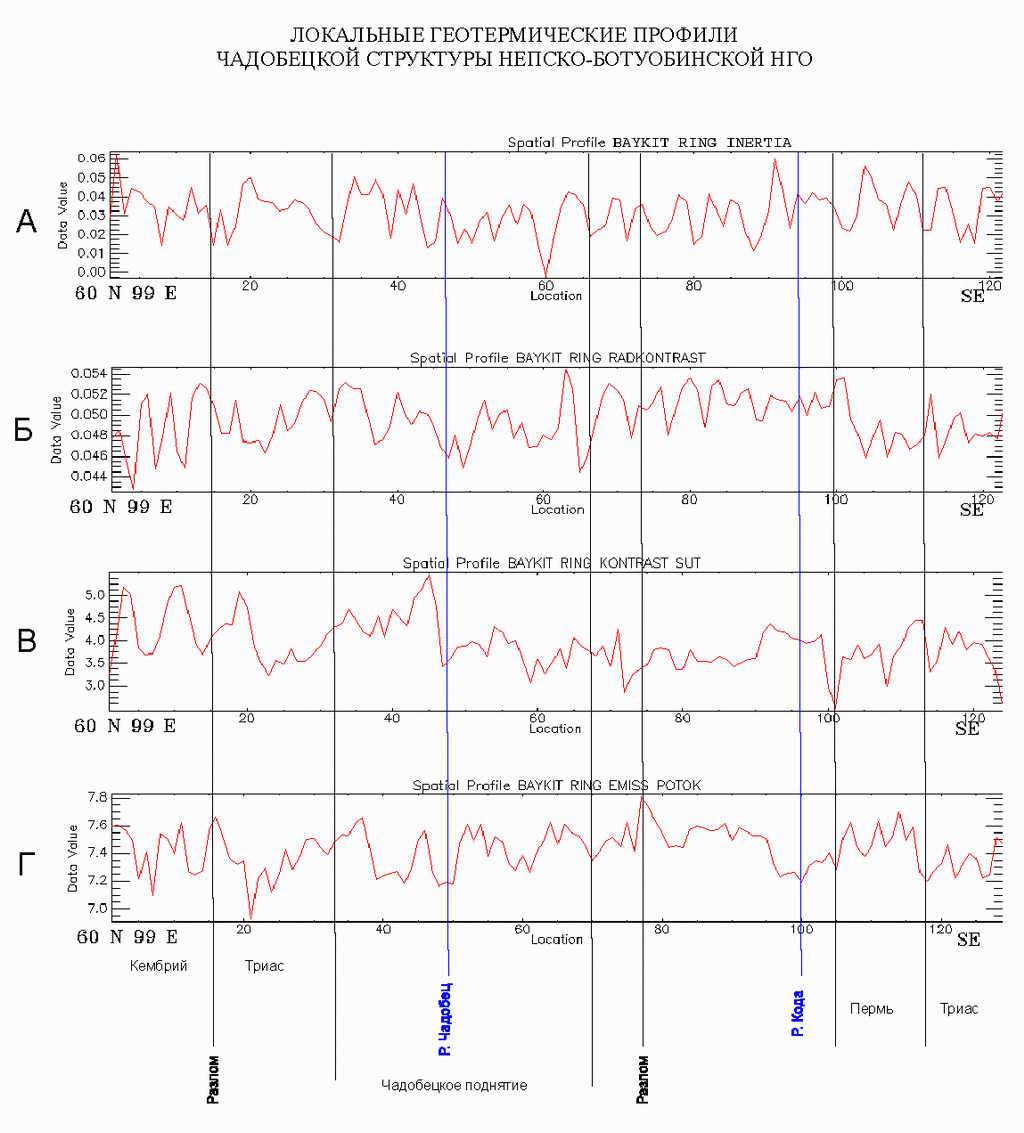 ЛОКАЛЬНЫЕ ГЕОТЕРМИЧЕСКИЕ ПРОФИЛИ
ЧАДОБЕЦКОЙ СТРУКТУРЫ НЕПСКО-БОТУОБИНСКОЙ НГО
Spatial Profile BAYKIT RING INERTIA
А
Data Value
0.06
0.05
0.04
0.03
0.02
0.01
0.00
20 40 60 80 100 120
60 N 99 E Location SE
Spatial Profile BAYKIT RING RADKONTRAST
Б
Data Value
0.054
0.052
0.050
0.048
0.046
0.044
20 40 60 80 100 120
60 N 99 E Location SE
Spatial Profile BAYKIT RING KONTRAST SUT
В
Data Value
5.0
4.5
4.0
3.5
3.0
20 40 60 80 100 120
60 N 99 E Location SE
Spatial Profile BAYKIT RING EMISS POTOK
Г
Data Value
7.8
7.6
7.4
7.2
7.0
20 80 100 120
60 N 99 E Location SE
Кембрий Триас
Р. Чадобец
Р. Кода
Пермь Триас
Разлом
Чадобецкое поднятие
Разлом